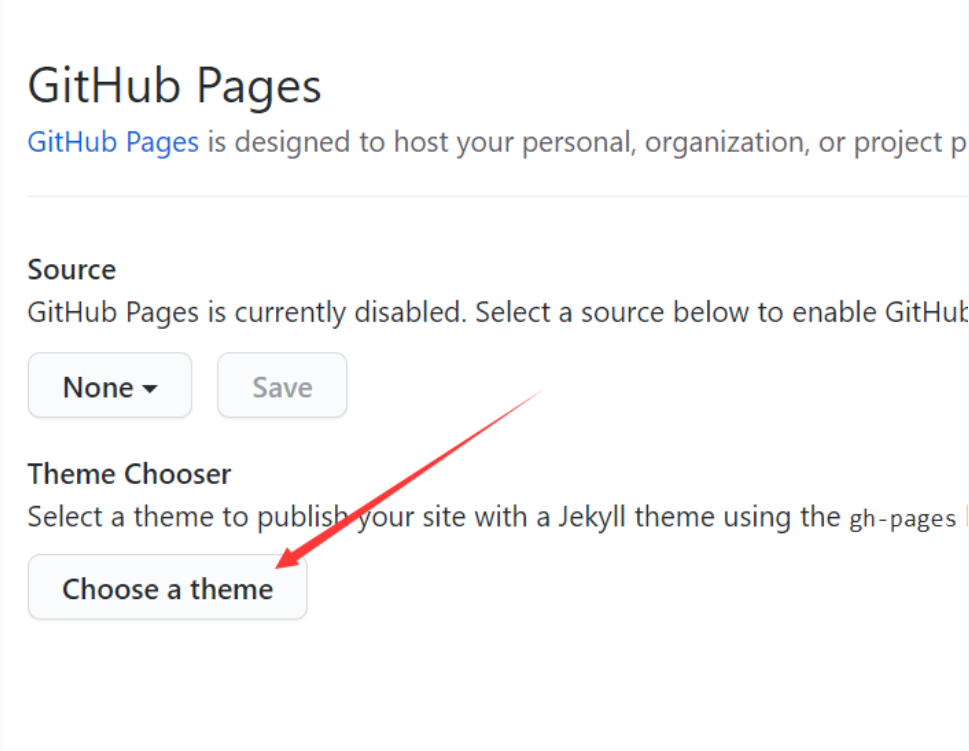 GitHub Pages
GitHub Pages is designed to host your personal, organization, or project p
Source
GitHub Pages is currently disabled. Select a source below to enable GitHub
None Save
Theme Chooser
Select a theme to publish your site with a Jekyll theme using the gh-pages
Choose a theme